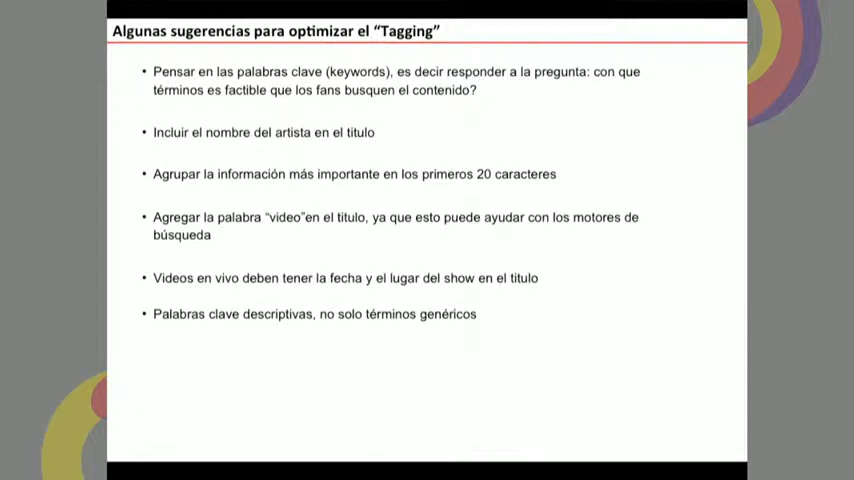 Algunas sugerencias para optimizar el “Tagging”
• Pensar en las palabras clave (keywords), es decir responder a la pregunta: con que
términos es factible que los fans busquen el contenido?
• Incluir el nombre del artista en el titulo
• Agrupar la información más importante en los primeros 20 caracteres
• Agregar la palabra “video”en el titulo, ya que esto puede ayudar con los motores de
búsqueda
• Videos en vivo deben tener la fecha y el lugar del show en el titulo
• Palabras clave descriptivas, no solo términos genéricos